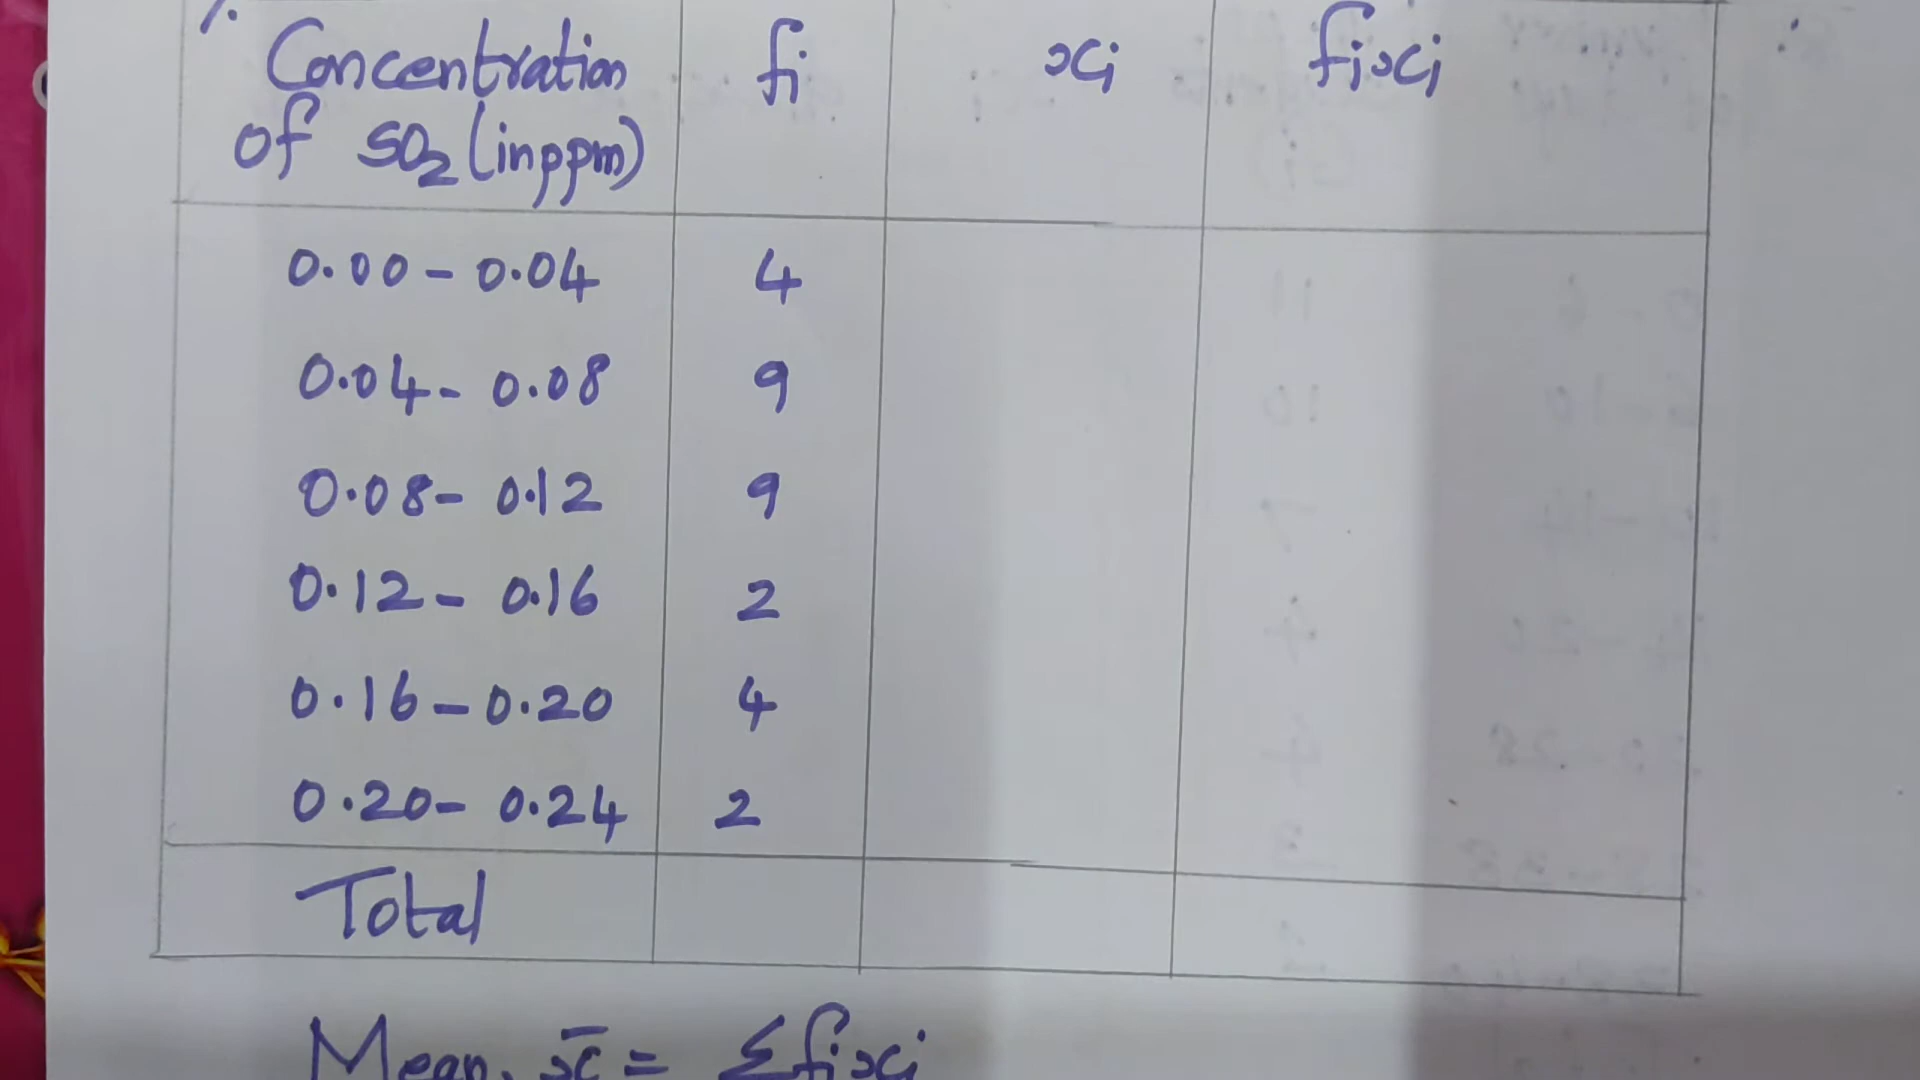 Concentration of SO2 (in ppm) fi xi fixi
0.00 - 0.04 4
0.04 - 0.08 9
0.08 - 0.12 9
0.12 - 0.16 2
0.16 - 0.20 4
0.20 - 0.24 2
Total
Mean, x̄ = Σfixi